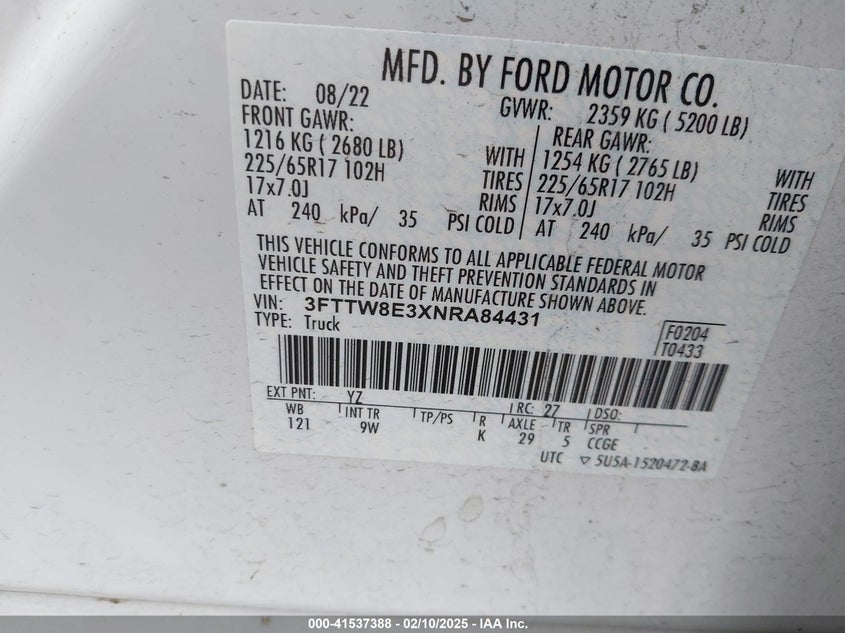 MFD. BY FORD MOTOR CO.
DATE: 08/22 GVWR: 2359 KG ( 5200 LB)
FRONT GAWR: REAR GAWR:
1216 KG ( 2680 LB) WITH 1254 KG ( 2765 LB) WITH
225/65R17 102H TIRES 225/65R17 102H TIRES
17x7.0J RIMS 17x7.0J RIMS
AT 240 kPa/ 35 PSI COLD AT 240 kPa/ 35 PSI COLD
THIS VEHICLE CONFORMS TO ALL APPLICABLE FEDERAL MOTOR
VEHICLE SAFETY AND THEFT PREVENTION STANDARDS IN
EFFECT ON THE DATE OF MANUFACTURE SHOWN ABOVE.
VIN: 3FTTW8E3XNRA84431
TYPE: Truck F0204
T0433
EXT PNT: YZ RC: 27 DSO:
WB INT TR TP/PS R AXLE TR SPR
121 9W K 29 5 CCGE
UTC ▽ 5U5A-1520472-BA
000-41537388 - 02/10/2025 - IAA Inc.